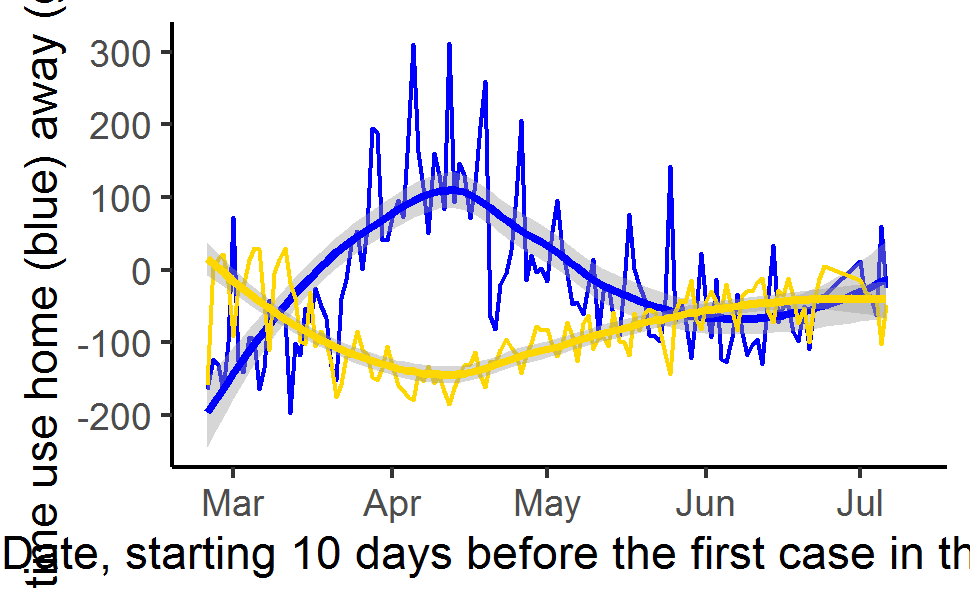 time use home (blue) away (
300
200
100
0
-100
-200
Mar Apr May Jun Jul
Date, starting 10 days before the first case in th